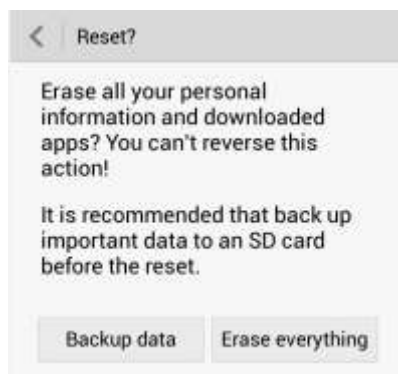 Reset?
Erase all your personal
information and downloaded
apps? You can't reverse this
action!
It is recommended that back up
important data to an SD card
before the reset.
Backup data
Erase everything